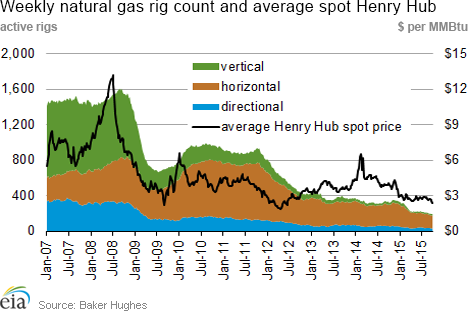 Weekly natural gas rig count and average spot Henry Hub
active rigs $ per MMBtu
2,000 $15
1,600 $12
1,200 $9
800 $6
400 $3
0 $0
vertical
horizontal
directional
average Henry Hub spot price
Jan-07 Jul-07 Jan-08 Jul-08 Jan-09 Jul-09 Jan-10 Jul-10 Jan-11 Jul-11 Jan-12 Jul-12 Jan-13 Jul-13 Jan-14 Jul-14 Jan-15 Jul-15
eia Source: Baker Hughes